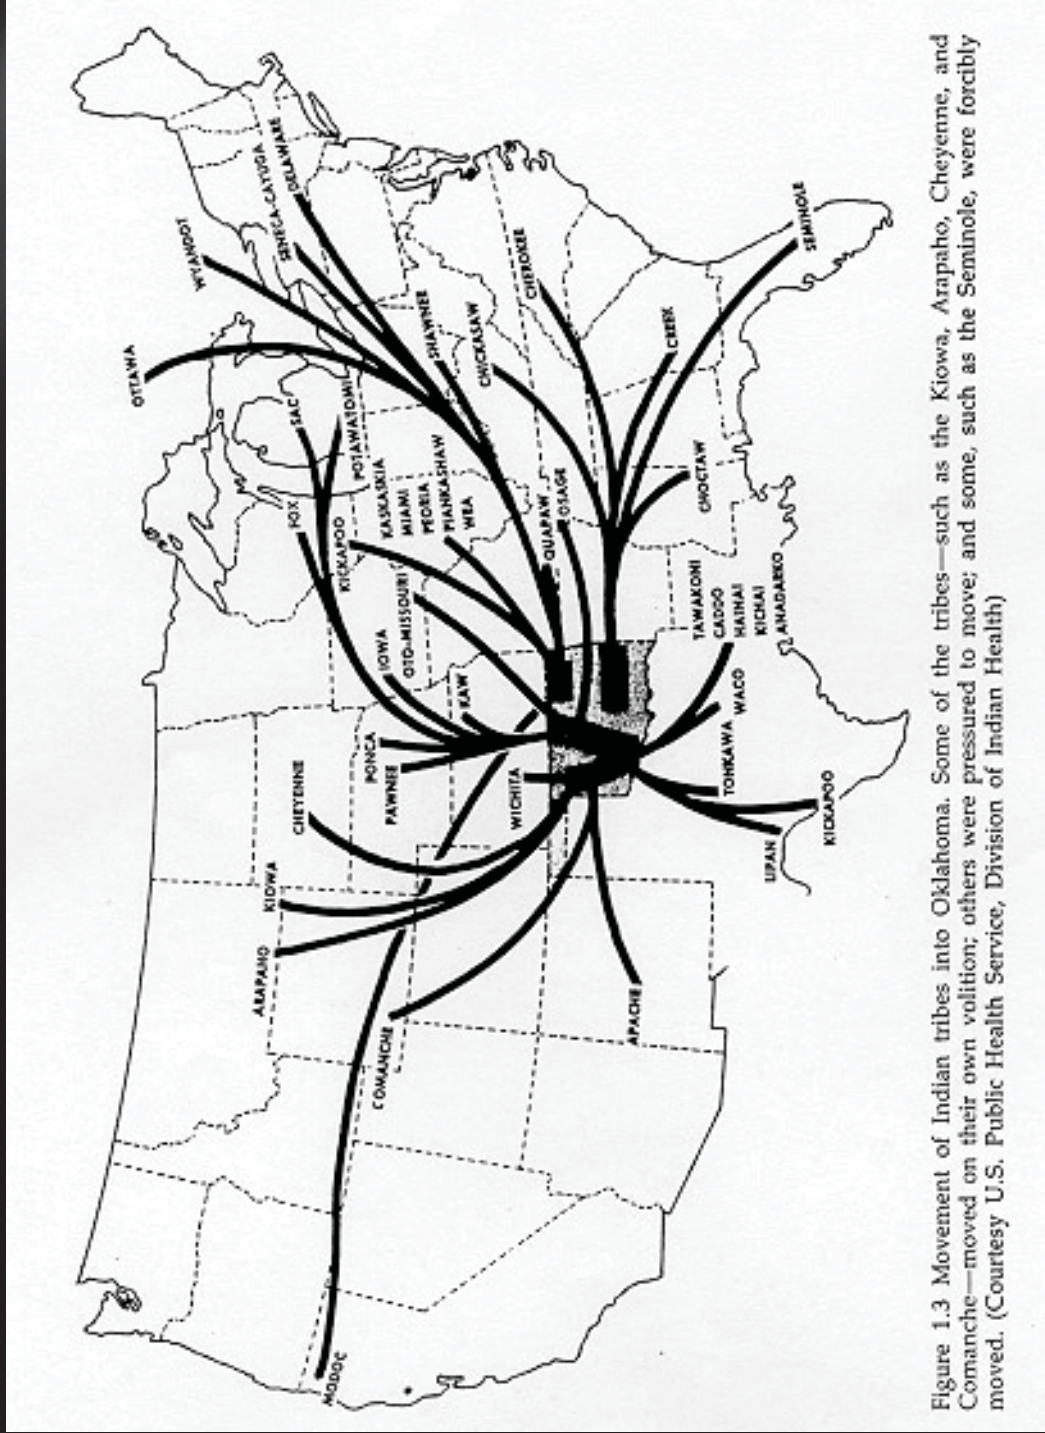 MODOC
ARAPAHO
KIOWA
CHEYENNE
COMANCHE
PONCA
PAWNEE
WICHITA
APACHE
KAW
IOWA
OTO-MISSOURI
KICKAPOO
FOX
SAC
POTAWATOMI
OTTAWA
WYANDOT
SENECA-CAYUGA
DELAWARE
KASKASKIA
MIAMI
PEORIA
PIANKASHAW
WEA
SHAWNEE
CHICKASAW
CHEROKEE
QUAPAW
OSAGE
CREEK
SEMINOLE
CHOCTAW
TAWAKONI
CADDO
HAINAI
KICHAI
ANADARKO
WACO
TONKAWA
LIPAN
KICKAPOO
Figure 1.3 Movement of Indian tribes into Oklahoma. Some of the tribes—such as the Kiowa, Arapaho, Cheyenne, and
Comanche—moved on their own volition; others were pressured to move; and some, such as the Seminole, were forcibly
moved. (Courtesy U.S. Public Health Service, Division of Indian Health)